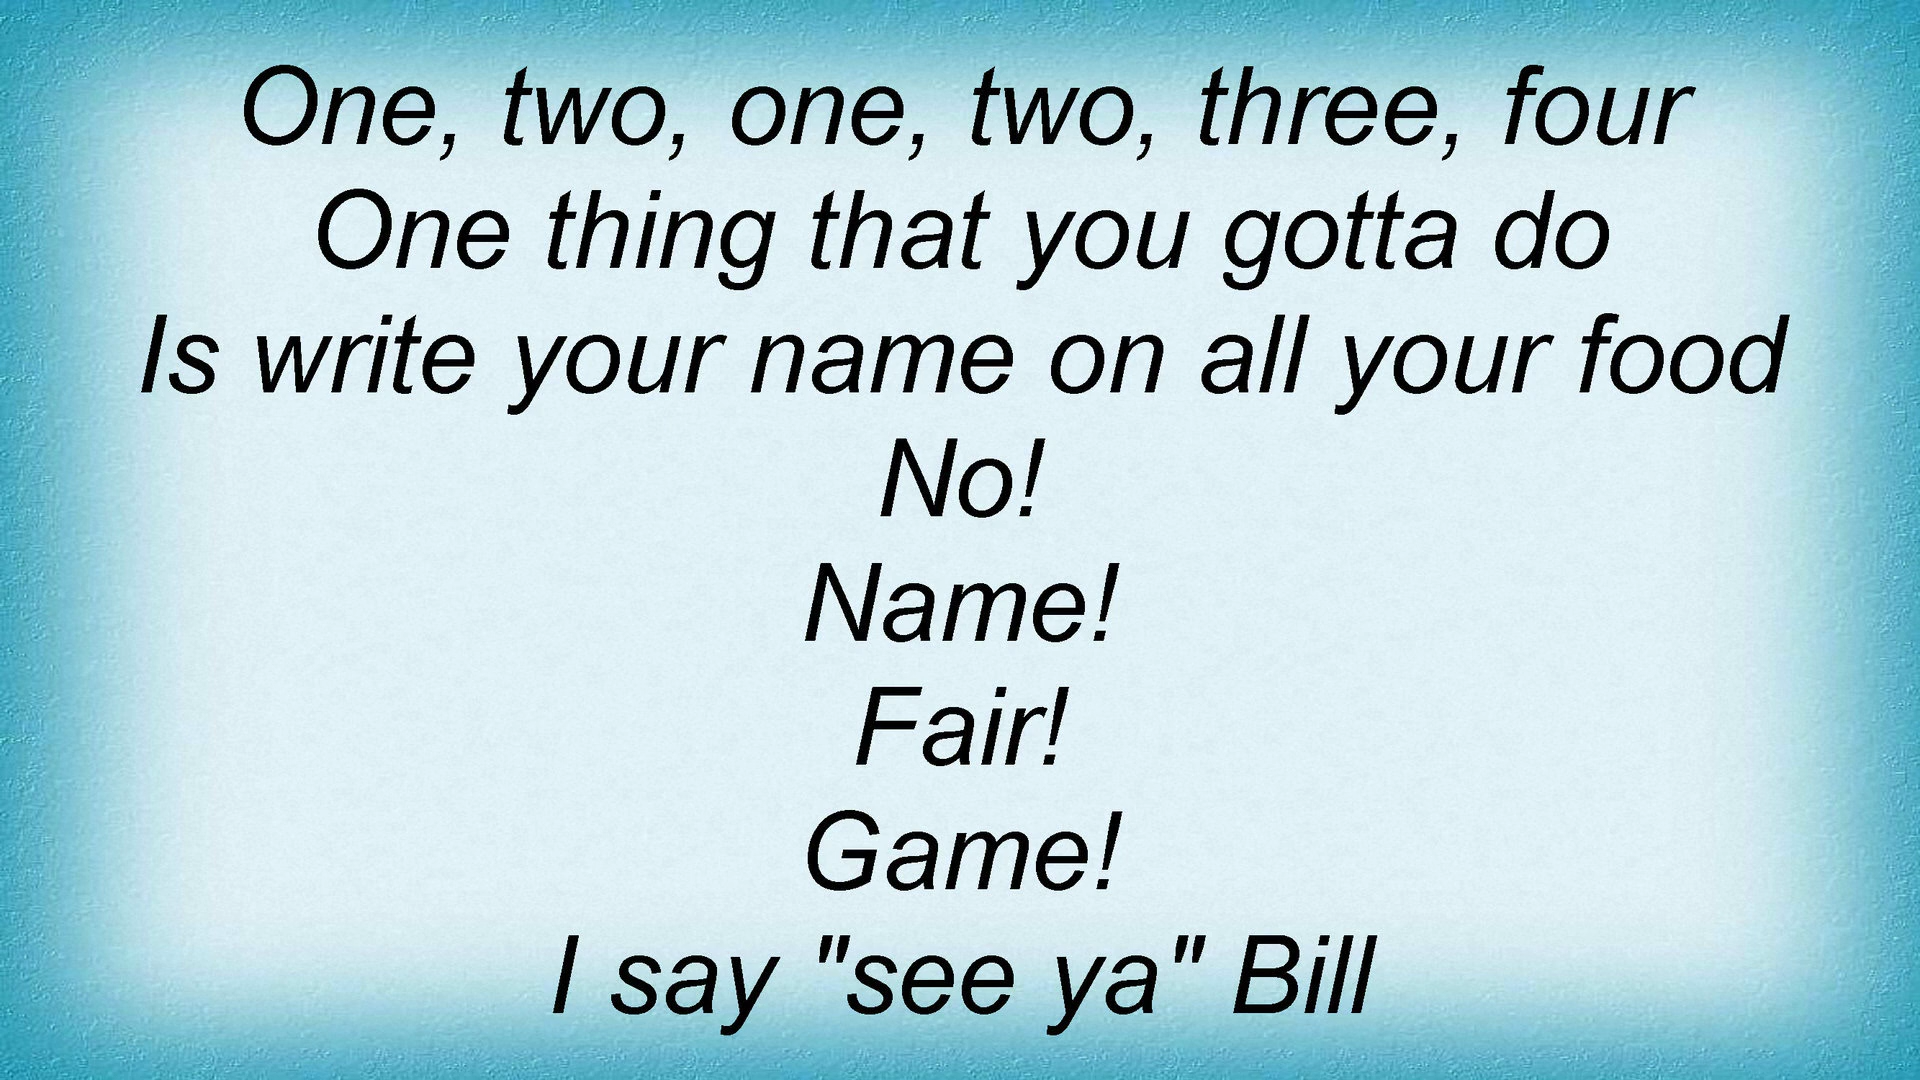 One, two, one, two, three, four
One thing that you gotta do
Is write your name on all your food
No!
Name!
Fair!
Game!
I say "see ya" Bill